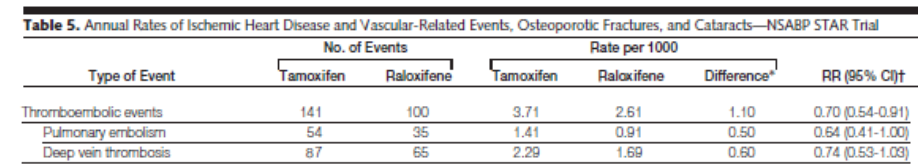 Table 5. Annual Rates of Ischemic Heart Disease and Vascular-Related Events, Osteoporotic Fractures, and Cataracts—NSABP STAR Trial
No. of Events Rate per 1000
Type of Event Tamoxifen Raloxifene Tamoxifen Raloxifene Difference* RR (95% CI)†
Thromboembolic events 141 100 3.71 2.61 1.10 0.70 (0.54-0.91)
Pulmonary embolism 54 35 1.41 0.91 0.50 0.64 (0.41-1.00)
Deep vein thrombosis 87 65 2.29 1.69 0.60 0.74 (0.53-1.03)